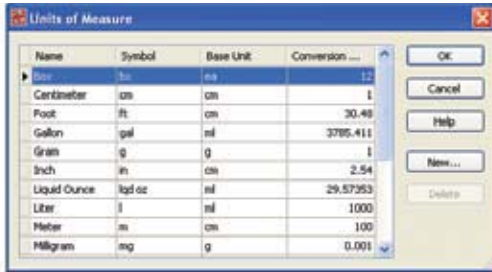 Units of Measure
Name Symbol Base Unit Conversion ....
Box bx ea 12
Centimeter cm cm 1
Foot ft cm 30.48
Gallon gal ml 3785.411
Gram g g 1
Inch in cm 2.54
Liquid Ounce lqd oz ml 29.57353
Liter l ml 1000
Meter m cm 100
Milligram mg g 0.001
OK
Cancel
Help
New...
Delete